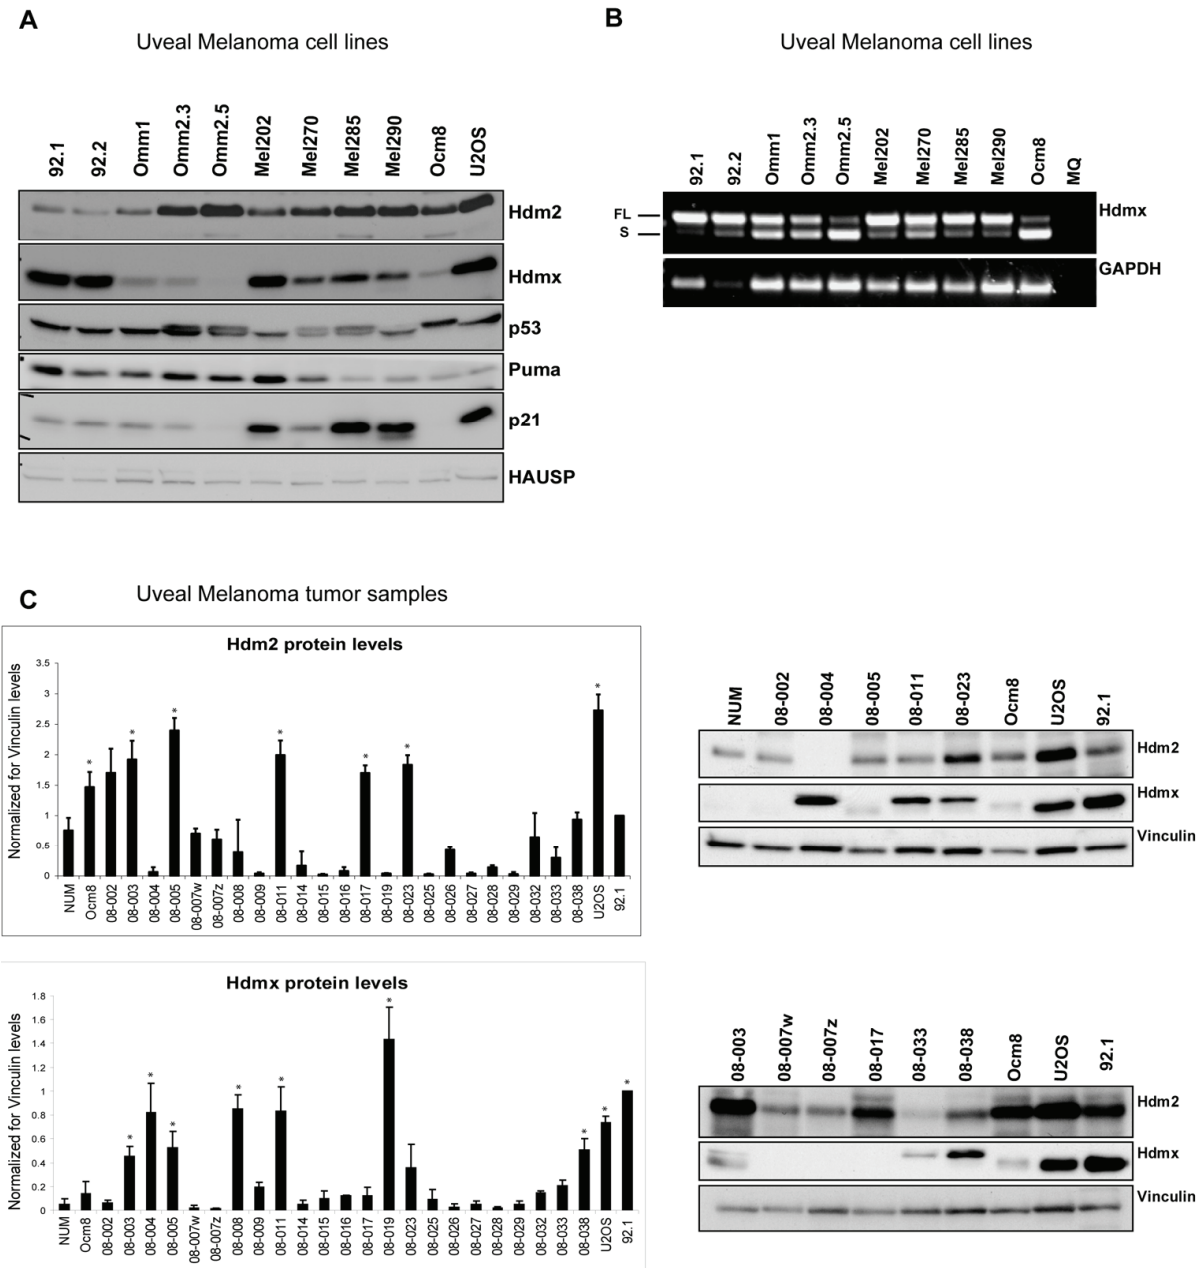 A
Uveal Melanoma cell lines
92.1 92.2 Omm1 Omm2.3 Omm2.5 Mel202 Mel270 Mel285 Mel290 Ocm8 U2OS
Hdm2
Hdmx
p53
Puma
p21
HAUSP
B
Uveal Melanoma cell lines
92.1 92.2 Omm1 Omm2.3 Omm2.5 Mel202 Mel270 Mel285 Mel290 Ocm8 MQ
FL
S
Hdmx
GAPDH
C
Uveal Melanoma tumor samples
Hdm2 protein levels
Normalized for Vinculin levels
3.5
3
2.5
2
1.5
1
0.5
0
* * * * * * *
NUM Ocm8 08-002 08-003 08-004 08-005 08-007w 08-007z 08-008 08-009 08-011 08-014 08-015 08-016 08-017 08-019 08-023 08-025 08-026 08-027 08-028 08-029 08-032 08-033 08-038 U2OS 92.1
NUM 08-002 08-004 08-005 08-011 08-023 Ocm8 U2OS 92.1
Hdm2
Hdmx
Vinculin
Hdmx protein levels
Normalized for Vinculin levels
1.8
1.6
1.4
1.2
1
0.8
0.6
0.4
0.2
0
* * * * * * * * *
NUM Ocm8 08-002 08-003 08-004 08-005 08-007w 08-007z 08-008 08-009 08-011 08-014 08-015 08-016 08-017 08-019 08-023 08-025 08-026 08-027 08-028 08-029 08-032 08-033 08-038 U2OS 92.1
08-003 08-007w 08-007z 08-017 08-033 08-038 Ocm8 U2OS 92.1
Hdm2
Hdmx
Vinculin